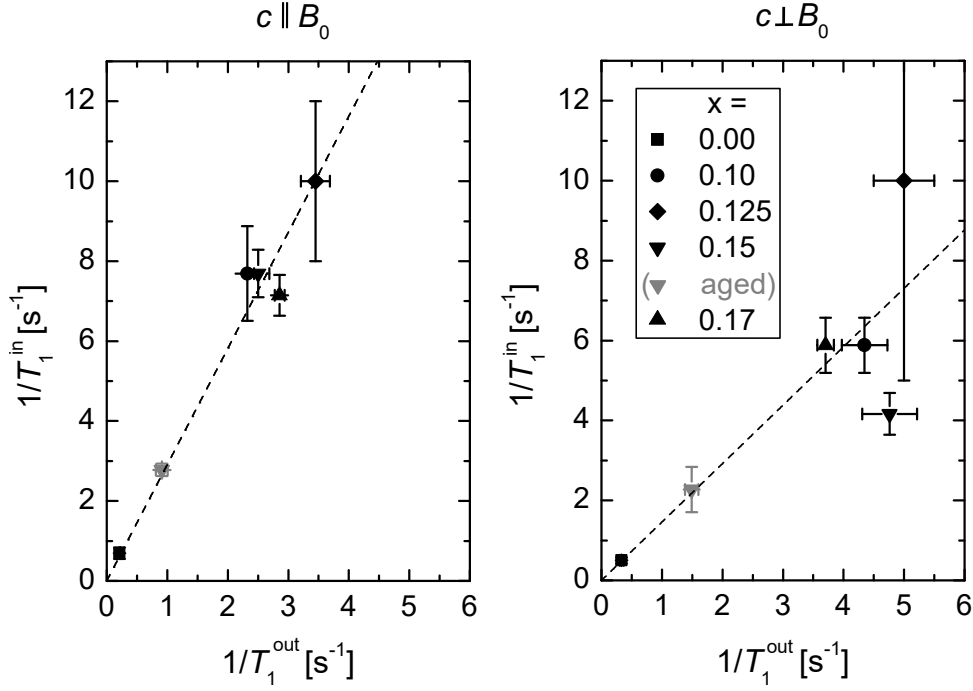 c ∥ B₀
12
10
8
6
4
2
0
0 1 2 3 4 5 6
1/T₁ⁱⁿ [s⁻¹]
1/T₁ᵒᵘᵗ [s⁻¹]
c⊥B₀
12
10
8
6
4
2
0
0 1 2 3 4 5 6
1/T₁ⁱⁿ [s⁻¹]
1/T₁ᵒᵘᵗ [s⁻¹]
x =
0.00
0.10
0.125
0.15
( aged)
0.17